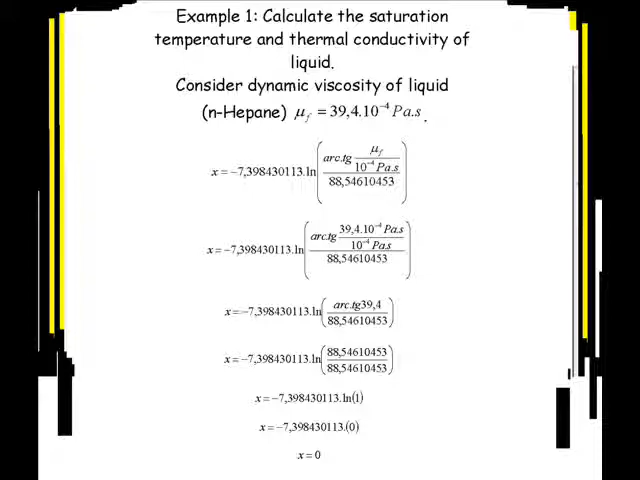 Example 1: Calculate the saturation
temperature and thermal conductivity of
liquid.
Consider dynamic viscosity of liquid
(n-Hepane) μ_f = 39,4.10⁻⁴ Pa.s .
x = −7,398430113.ln( (arc.tg μ_f / 10⁻⁴ Pa.s) / 88,54610453 )
x = −7,398430113.ln( (arc.tg 39,4.10⁻⁴ Pa.s / 10⁻⁴ Pa.s) / 88,54610453 )
x = −7,398430113.ln( arc.tg39,4 / 88,54610453 )
x = −7,398430113.ln( 88,54610453 / 88,54610453 )
x = −7,398430113.ln(1)
x = −7,398430113.(0)
x = 0